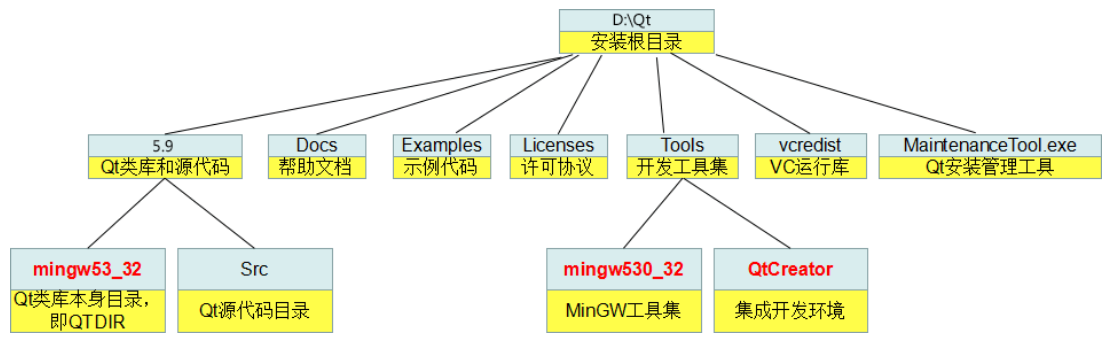 D:\Qt
安装根目录
5.9
Qt类库和源代码
Docs
帮助文档
Examples
示例代码
Licenses
许可协议
Tools
开发工具集
vcredist
VC运行库
MaintenanceTool.exe
Qt安装管理工具
mingw53_32
Qt类库本身目录，
即QTDIR
Src
Qt源代码目录
mingw530_32
MinGW工具集
QtCreator
集成开发环境